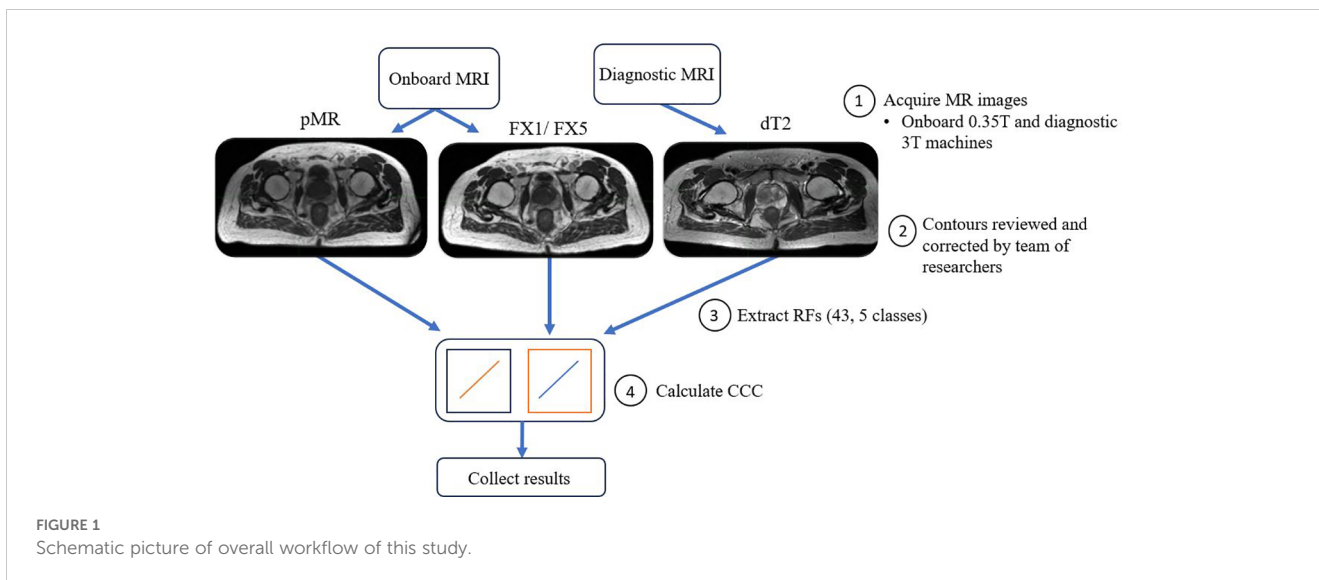 Onboard MRI
Diagnostic MRI
pMR
FX1/ FX5
dT2
1 Acquire MR images
• Onboard 0.35T and diagnostic
3T machines
2 Contours reviewed and
corrected by team of
researchers
3 Extract RFs (43, 5 classes)
4 Calculate CCC
Collect results
FIGURE 1
Schematic picture of overall workflow of this study.